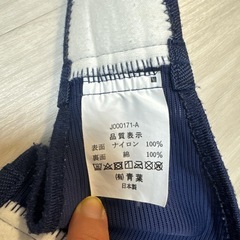 J000171-A
品質表示
表面 ナイロン 100%
裏面 綿 100%
㈲ 青葉
日本製